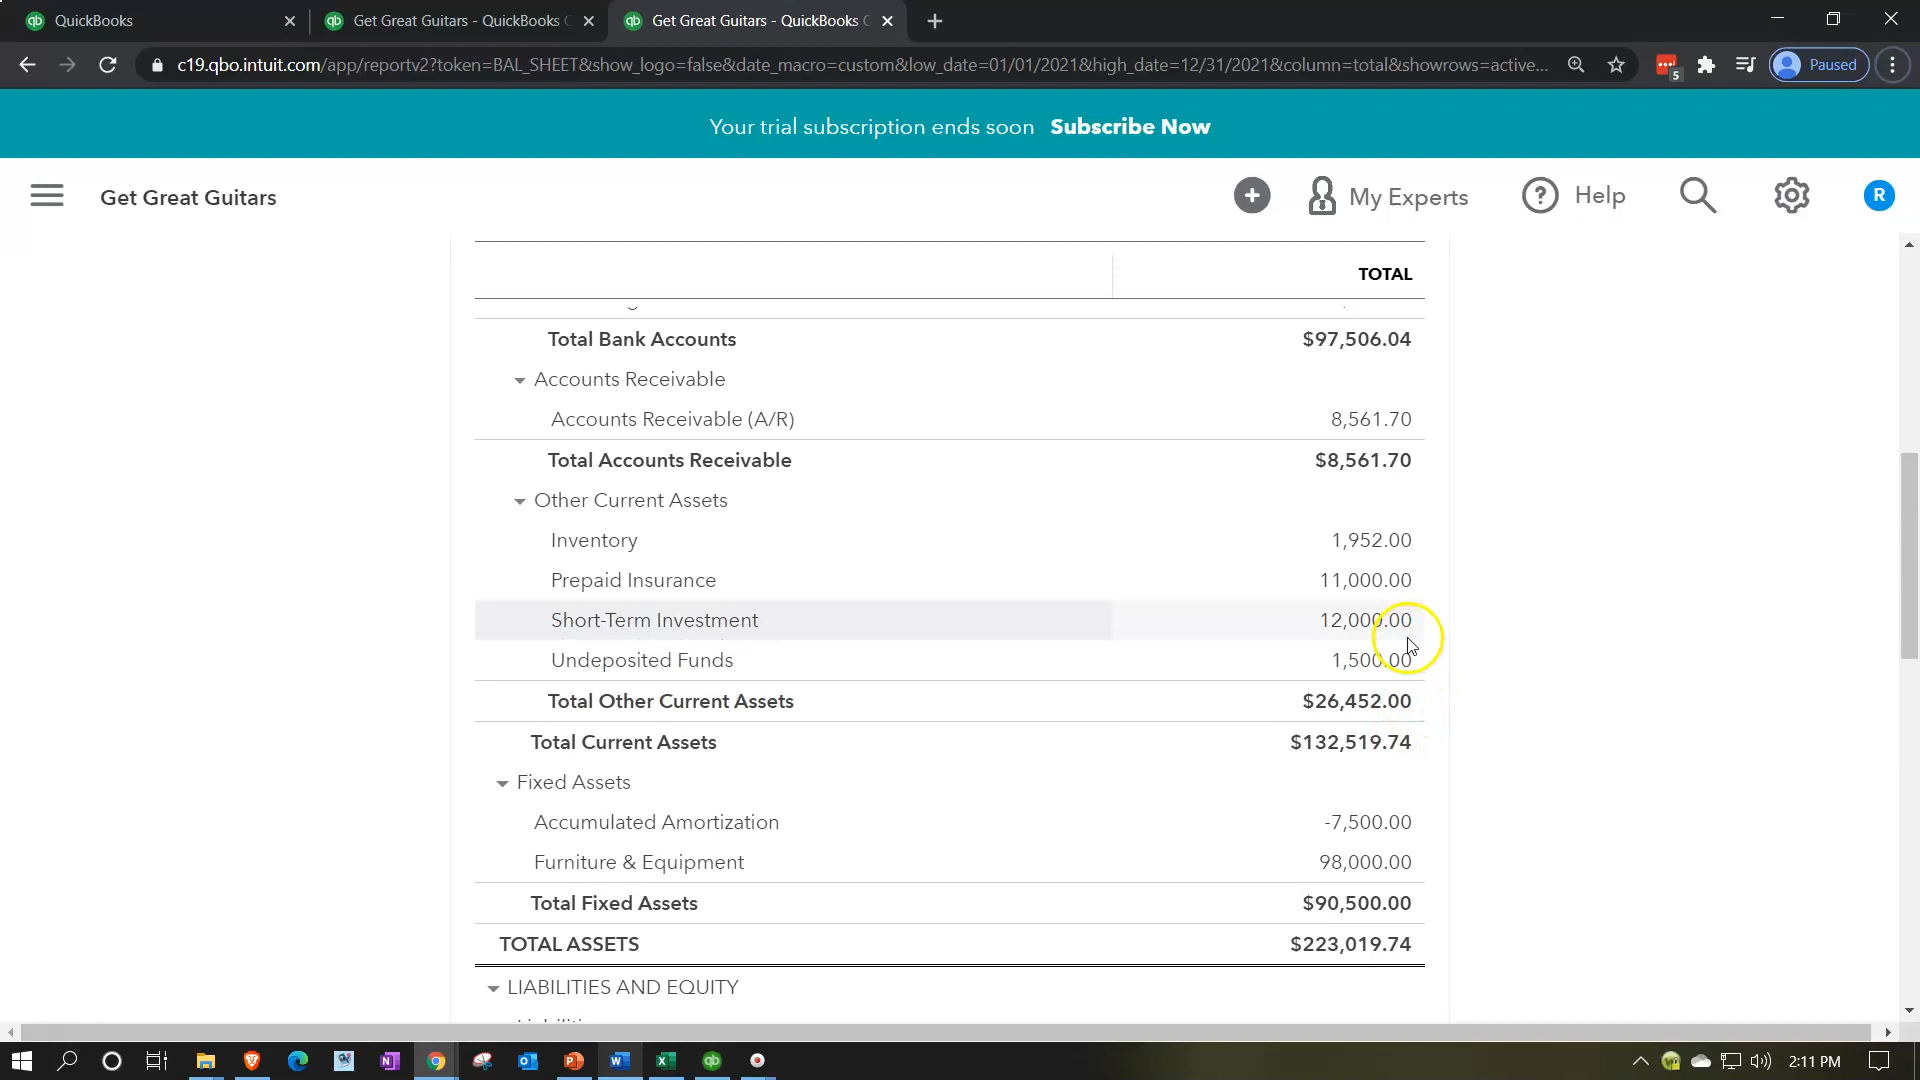 QuickBooks
Get Great Guitars - QuickBooks
Get Great Guitars - QuickBooks
c19.qbo.intuit.com/app/reportv2?token=BAL_SHEET&show_logo=false&date_macro=custom&low_date=01/01/2021&high_date=12/31/2021&column=total&showrows=active...
5
Paused
Your trial subscription ends soon Subscribe Now
Get Great Guitars
My Experts
Help
R
TOTAL
Total Bank Accounts $97,506.04
Accounts Receivable
Accounts Receivable (A/R) 8,561.70
Total Accounts Receivable $8,561.70
Other Current Assets
Inventory 1,952.00
Prepaid Insurance 11,000.00
Short-Term Investment 12,000.00
Undeposited Funds 1,500.00
Total Other Current Assets $26,452.00
Total Current Assets $132,519.74
Fixed Assets
Accumulated Amortization -7,500.00
Furniture & Equipment 98,000.00
Total Fixed Assets $90,500.00
TOTAL ASSETS $223,019.74
LIABILITIES AND EQUITY
2:11 PM